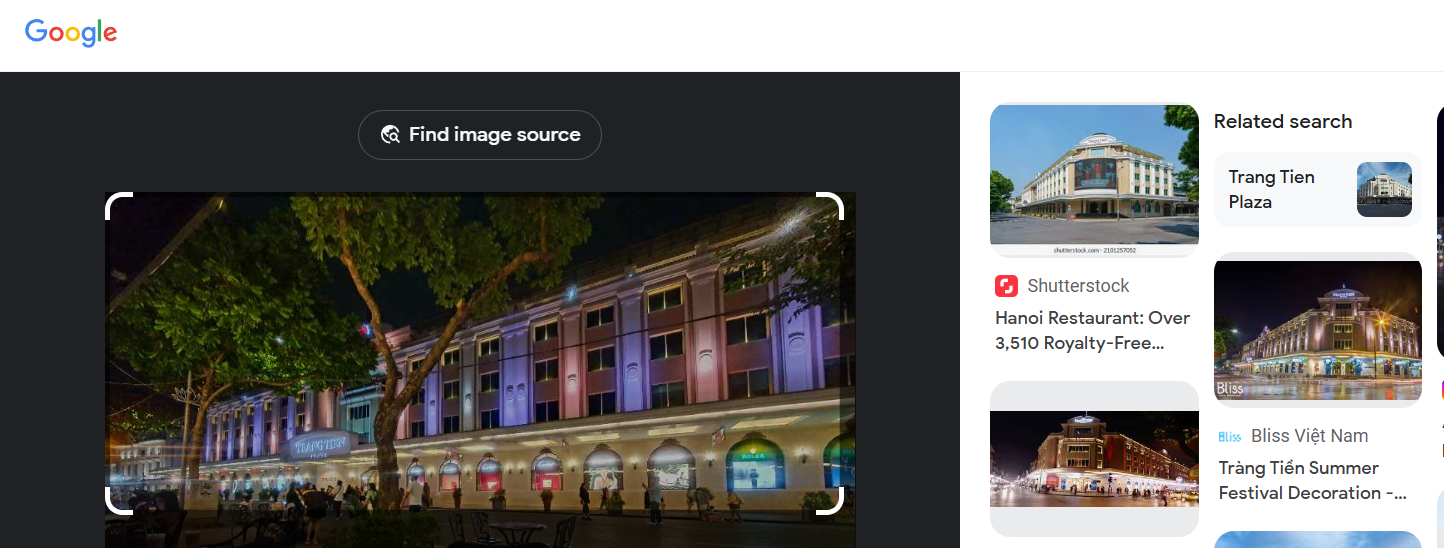 Google
Find image source
TRANG TIEN
PLAZA
ROLEX
shutterstock.com · 2101257052
Shutterstock
Hanoi Restaurant: Over
3,510 Royalty-Free...
Related search
Trang Tien
Plaza
Bliss
Bliss Bliss Việt Nam
Tràng Tiền Summer
Festival Decoration -...